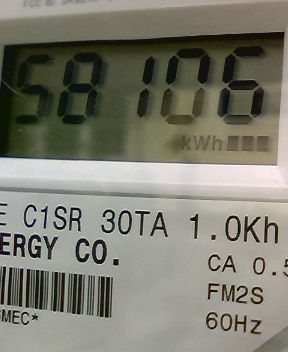 58106
kWh
E C1SR 30TA 1.0Kh
ERGY CO.
CA 0.5
FM2S
MEC*
60Hz